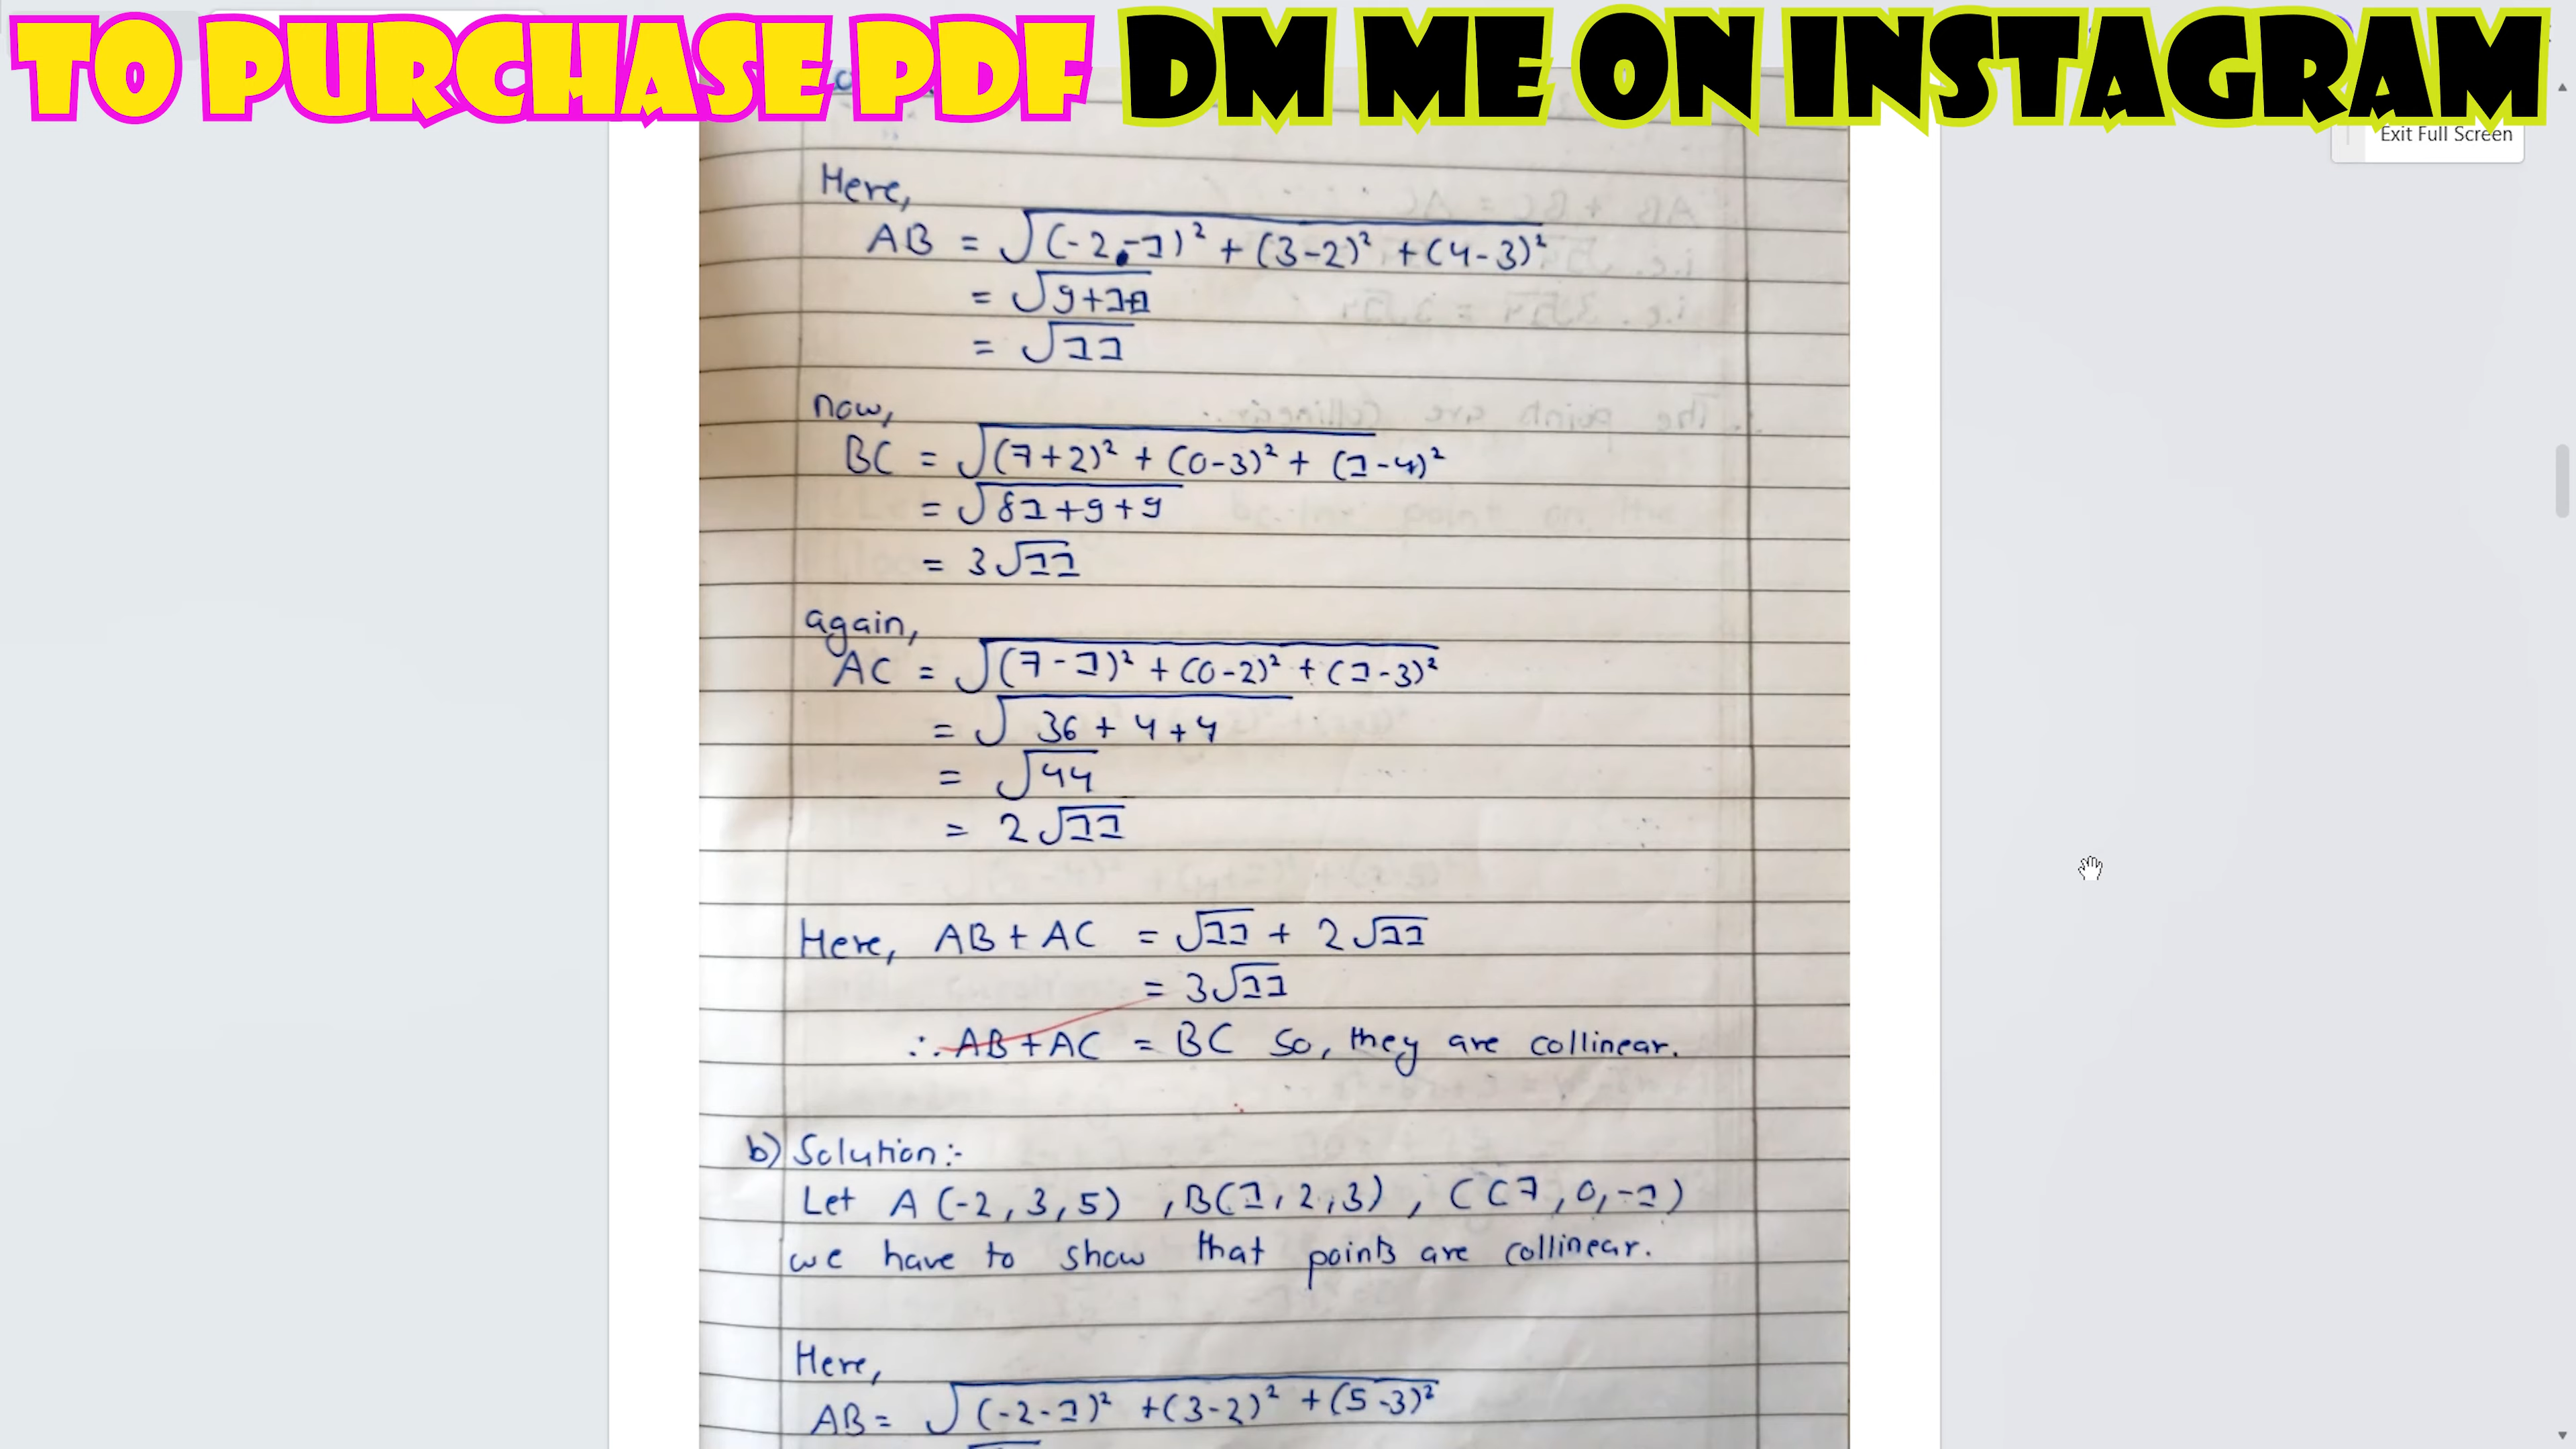 TO PURCHASE PDF DM ME ON INSTAGRAM
Exit Full Screen
Here,
AB = √(-2-1)² + (3-2)² + (4-3)²
= √9+1+1
= √11
now,
BC = √(7+2)² + (0-3)² + (1-4)²
= √81+9+9
= 3√11
again,
AC = √(7-1)² + (0-2)² + (1-3)²
= √36+4+4
= √44
= 2√11
Here, AB + AC = √11 + 2√11
= 3√11
∴ AB+AC = BC so, they are collinear.
b) Solution:-
Let A (-2, 3, 5) , B(1, 2, 3) , C(7, 0, -1)
we have to show that points are collinear.
Here,
AB = √(-2-1)² + (3-2)² + (5-3)²